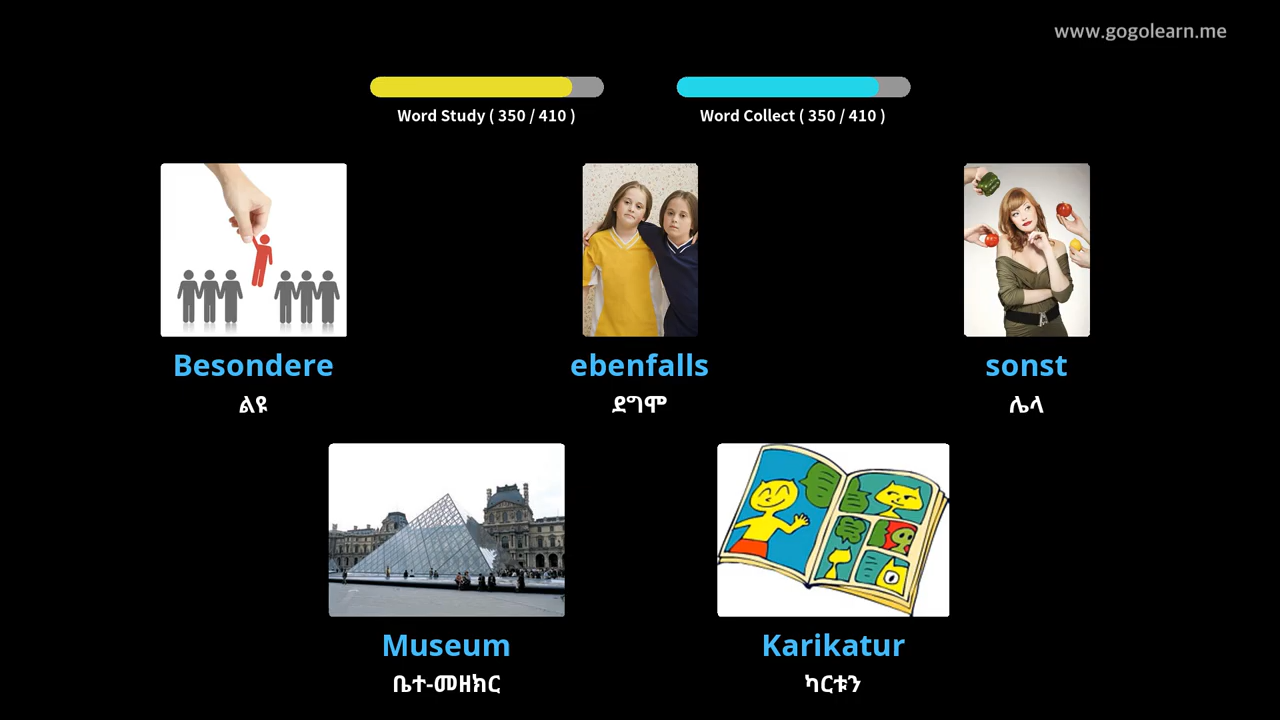 www.gogolearn.me
Word Study ( 350 / 410 )
Word Collect ( 350 / 410 )
Besondere
ልዩ
ebenfalls
ደግሞ
sonst
ሌላ
Museum
ቤተ-መዘክር
Karikatur
ካርቱን